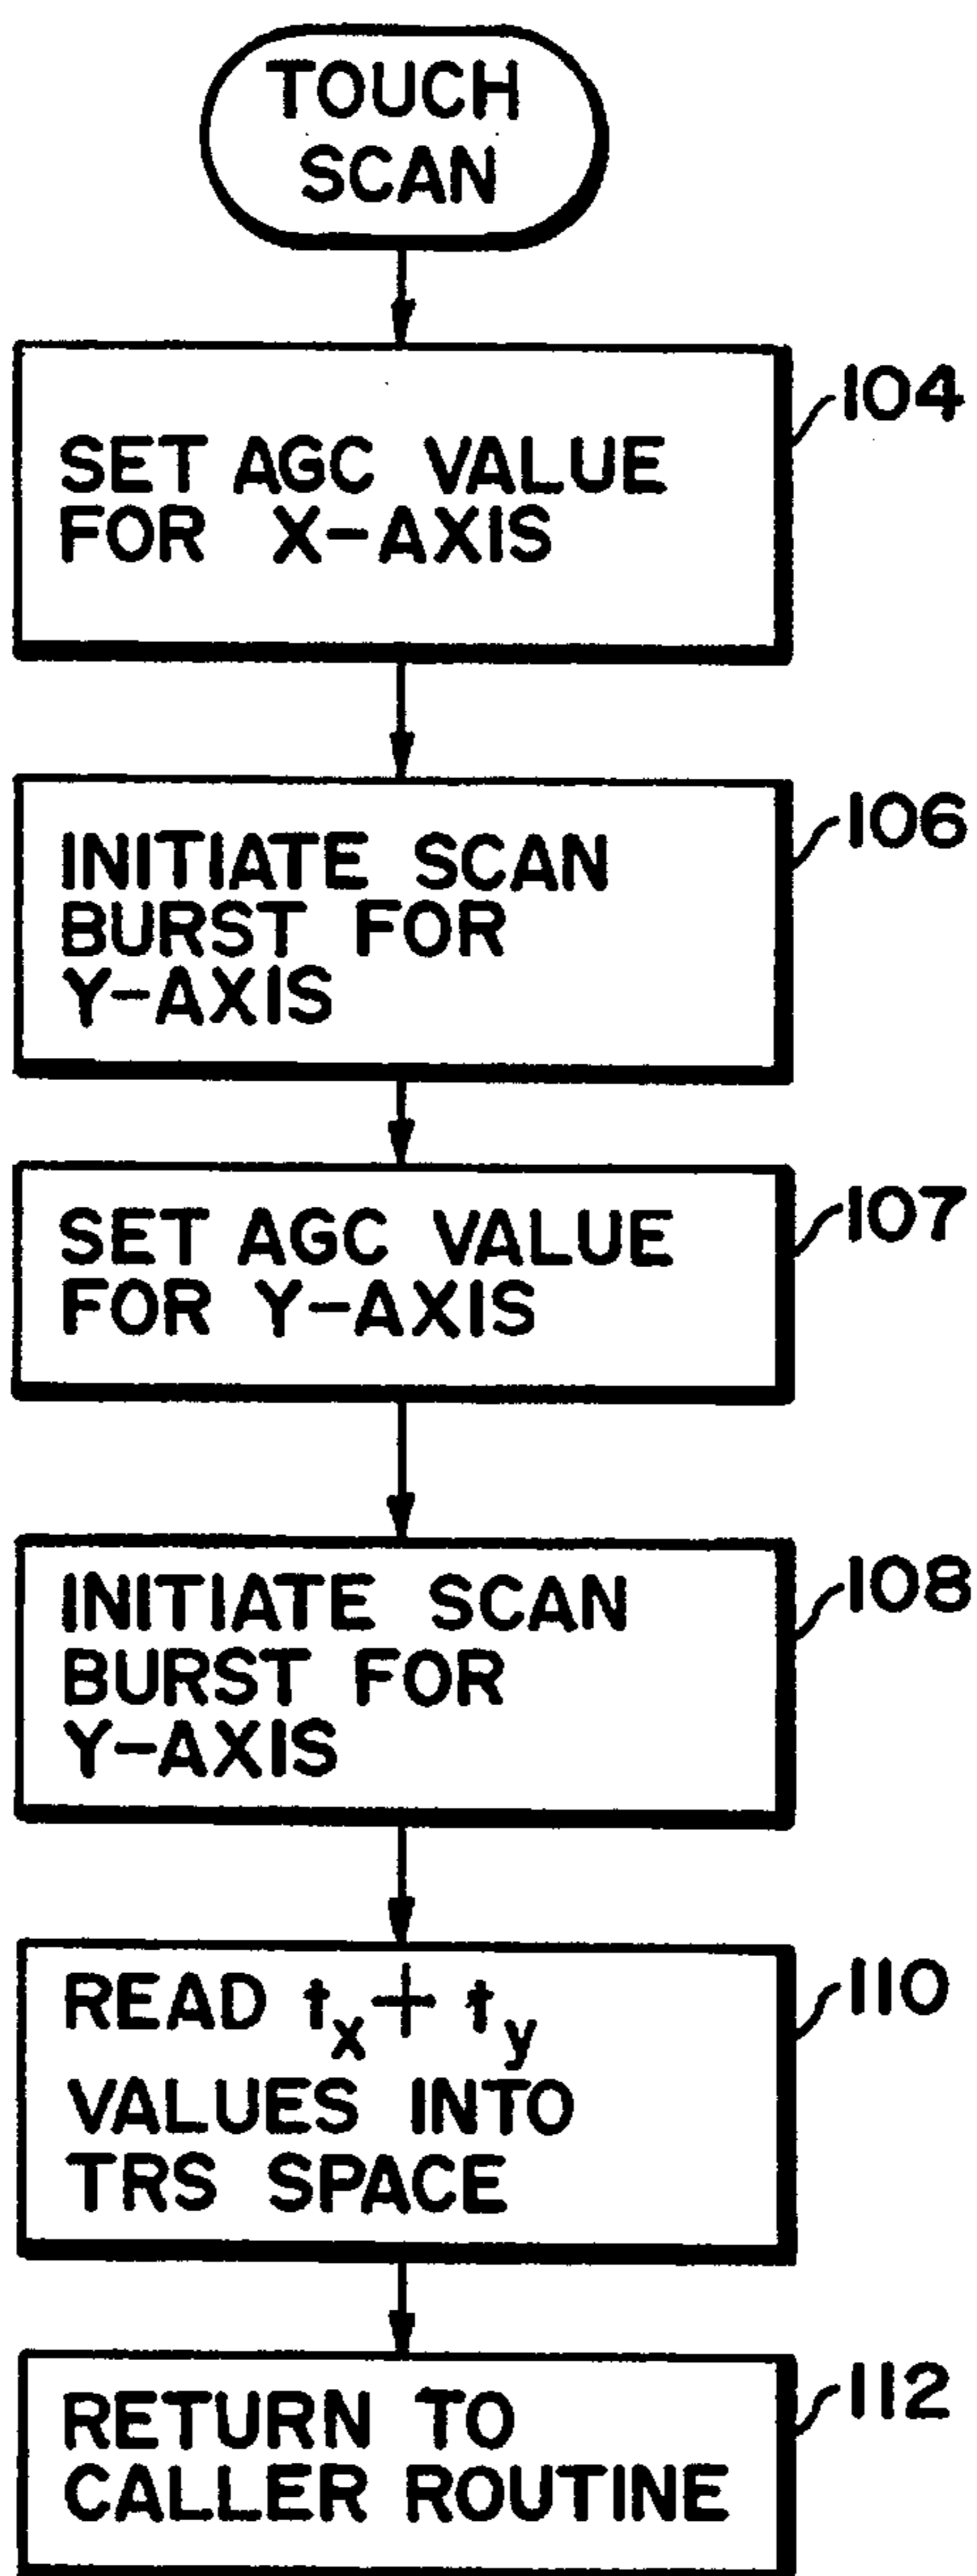 TOUCH
SCAN
104
SET AGC VALUE
FOR X-AXIS
106
INITIATE SCAN
BURST FOR
Y-AXIS
107
SET AGC VALUE
FOR Y-AXIS
108
INITIATE SCAN
BURST FOR
Y-AXIS
110
READ tx + ty
VALUES INTO
TRS SPACE
112
RETURN TO
CALLER ROUTINE